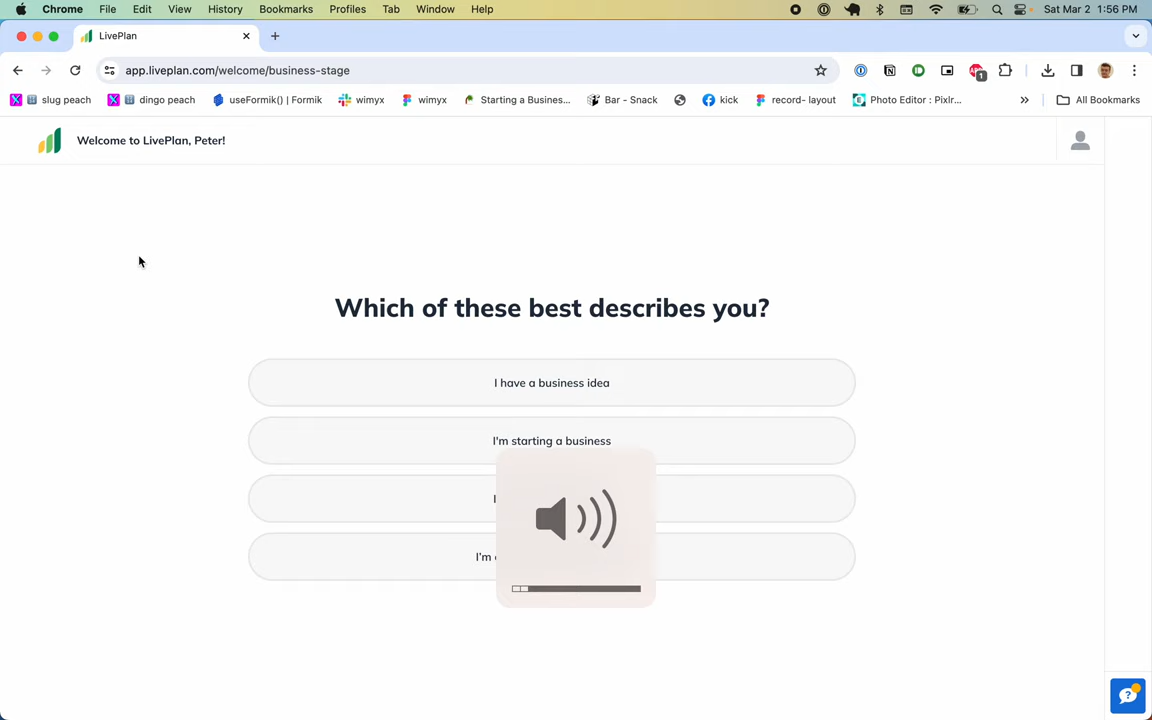 Chrome File Edit View History Bookmarks Profiles Tab Window Help Sat Mar 2 1:56 PM
LivePlan
app.liveplan.com/welcome/business-stage
1
slug peach dingo peach useFormik() | Formik wimyx wimyx Starting a Busines... Bar - Snack kick record- layout Photo Editor : Pixlr... » All Bookmarks
Welcome to LivePlan, Peter!
Which of these best describes you?
I have a business idea
I'm starting a business
I'm